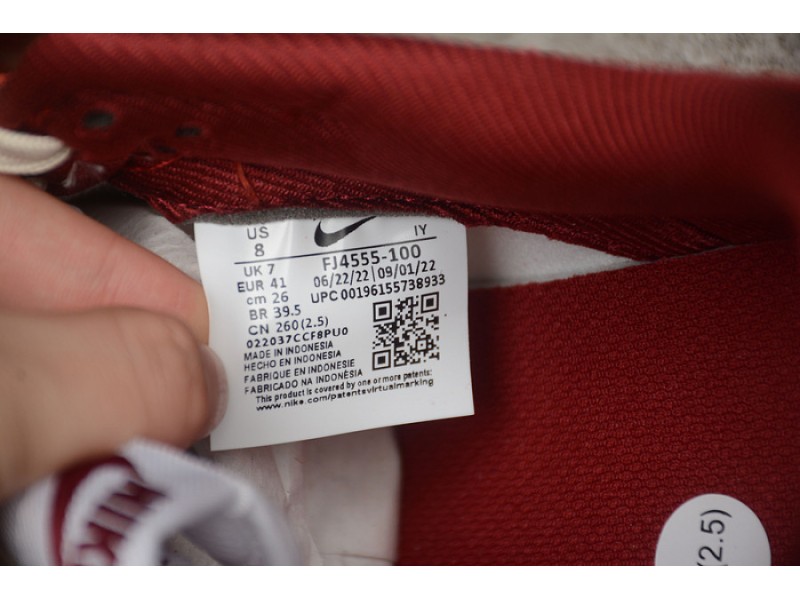 US
8
IY
UK 7
FJ4555-100
EUR 41
06/22/22 | 09/01/22
cm 26
UPC 00196155738933
BR 39.5
CN 260(2.5)
022037CCF8PU0
MADE IN INDONESIA
HECHO EN INDONESIA
FABRIQUE EN INDONESIE
FABRICADO NA INDONÉSIA
This product is covered by one or more patents:
www.nike.com/patentsvirtualmarking
NIKE
(2.5)